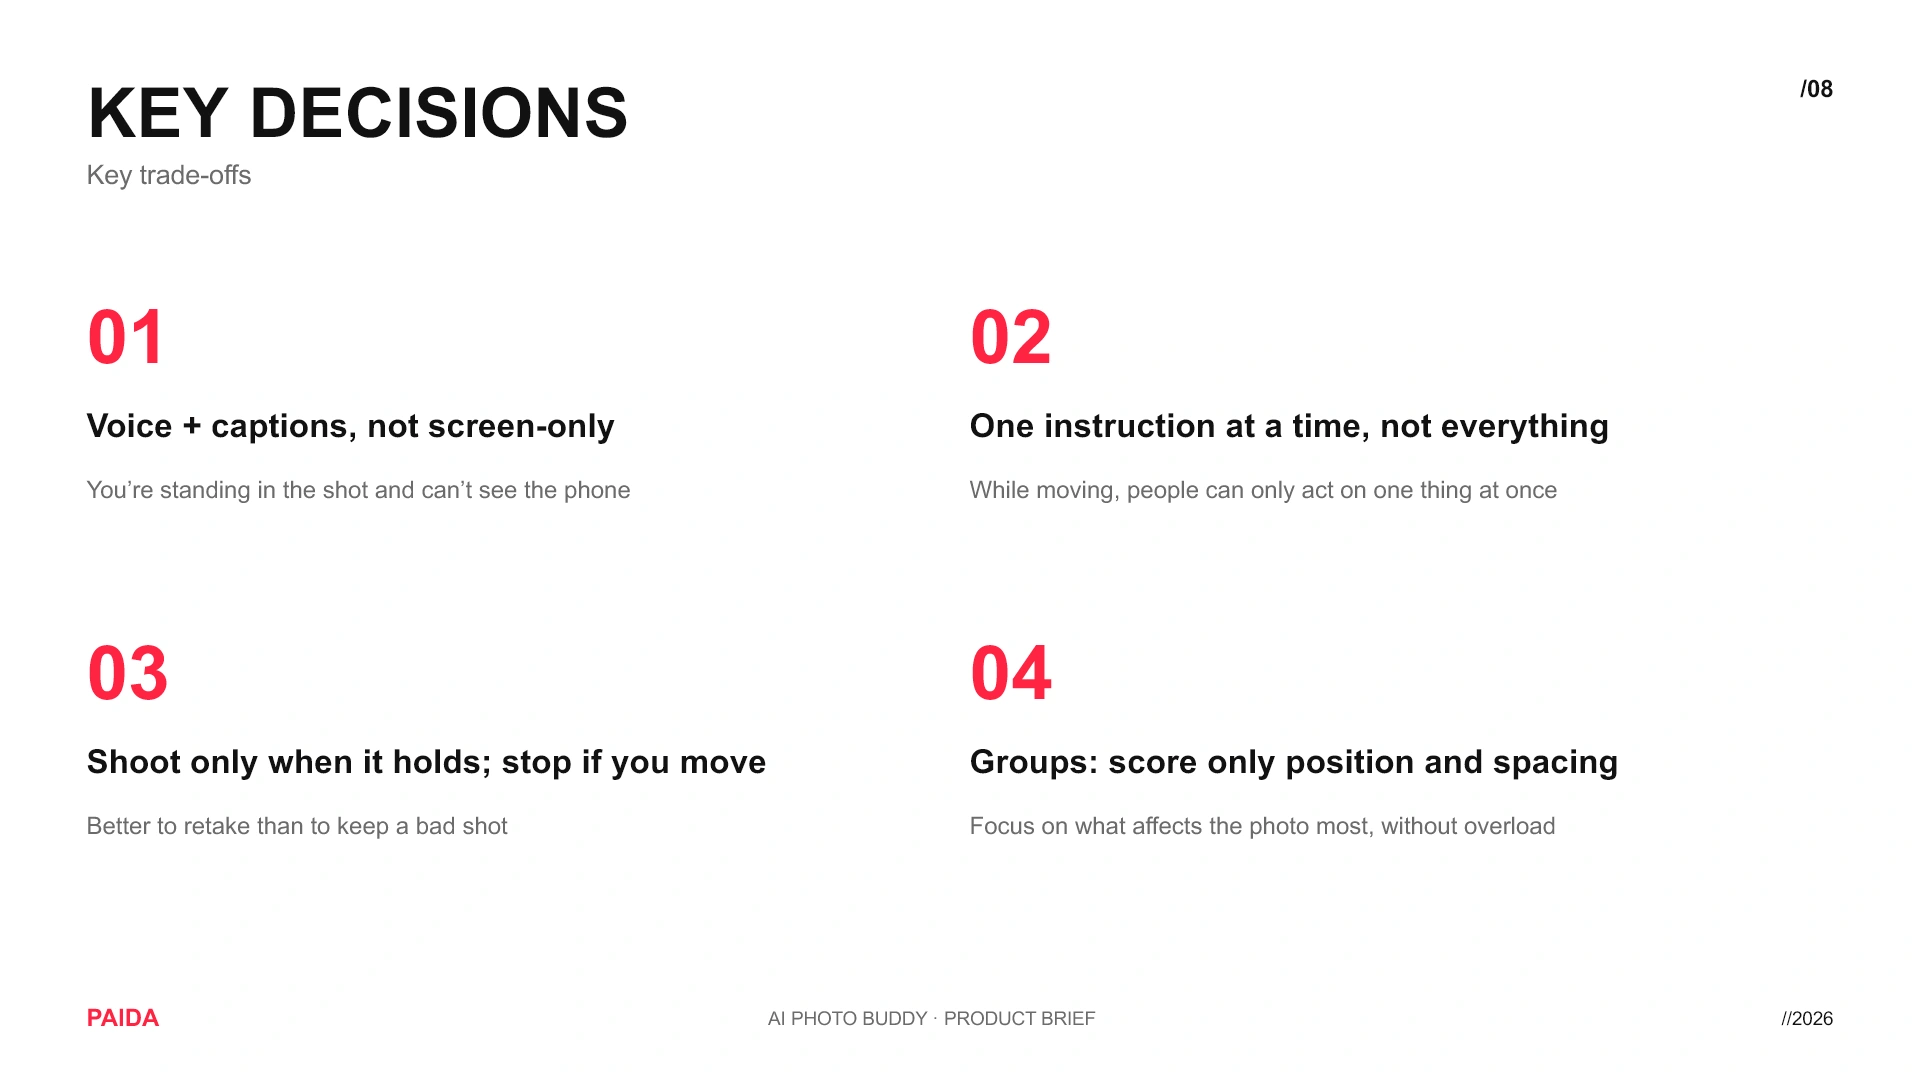 KEY DECISIONS
/08
Key trade-offs
01
Voice + captions, not screen-only
You’re standing in the shot and can’t see the phone
02
One instruction at a time, not everything
While moving, people can only act on one thing at once
03
Shoot only when it holds; stop if you move
Better to retake than to keep a bad shot
04
Groups: score only position and spacing
Focus on what affects the photo most, without overload
PAIDA
AI PHOTO BUDDY · PRODUCT BRIEF
//2026